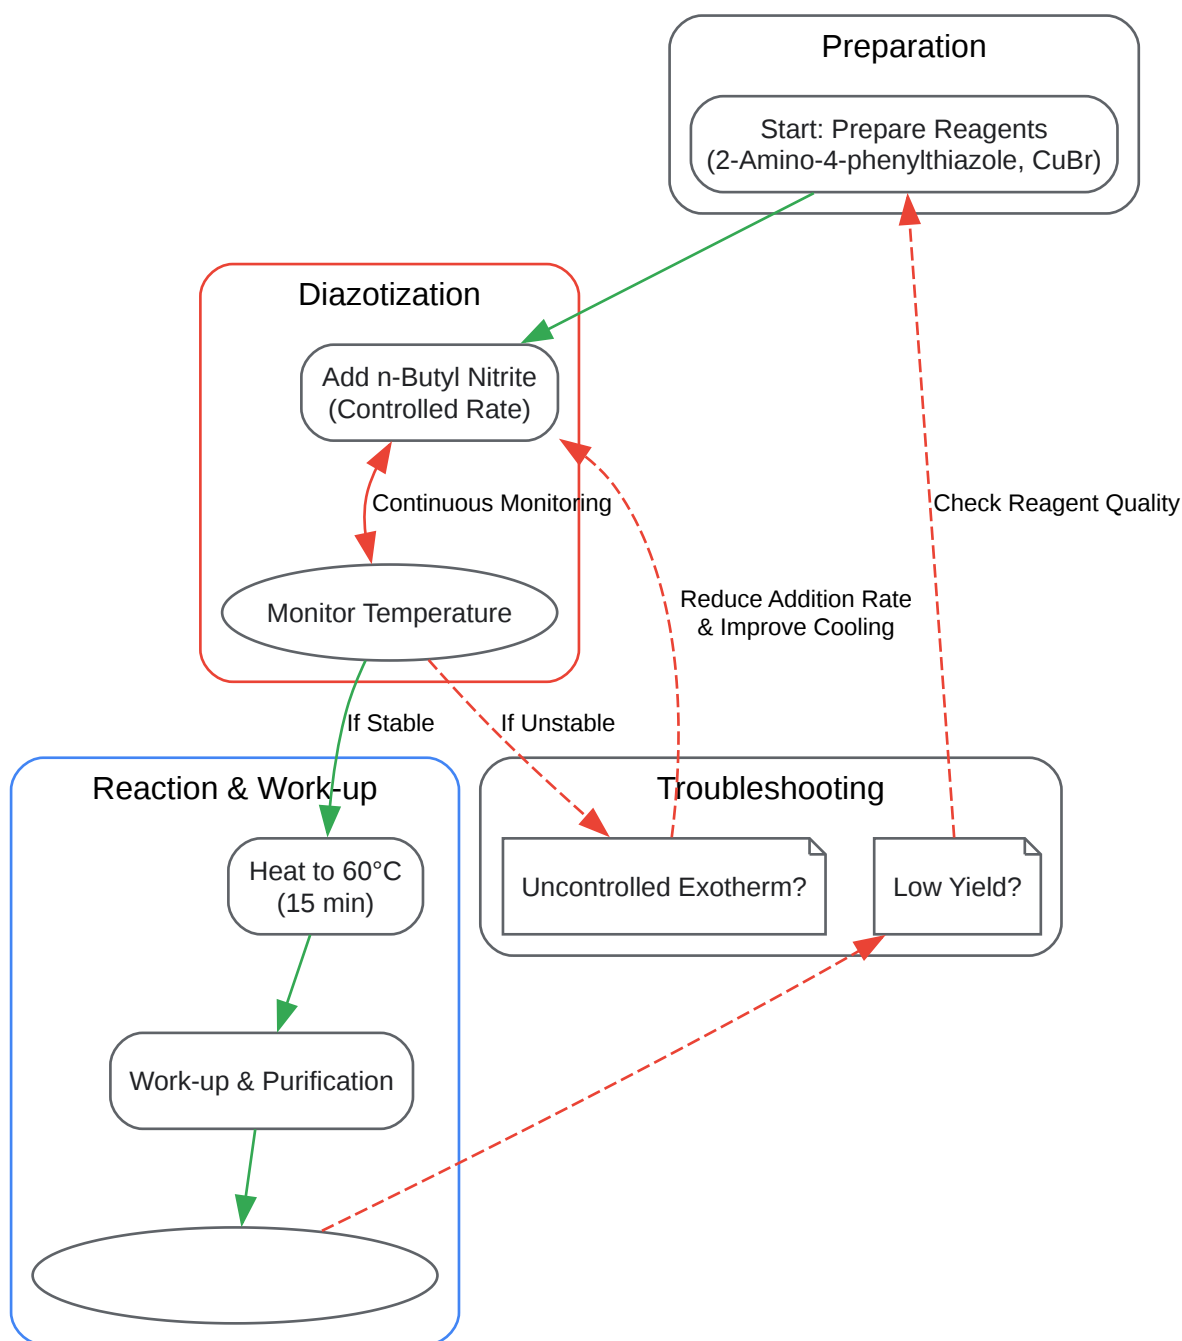 Preparation
Start: Prepare Reagents
(2-Amino-4-phenylthiazole, CuBr)
Diazotization
Add n-Butyl Nitrite
(Controlled Rate)
Continuous Monitoring
Check Reagent Quality
Reduce Addition Rate
& Improve Cooling
Monitor Temperature
If Stable
If Unstable
Reaction & Work-up
Troubleshooting
Heat to 60°C
(15 min)
Uncontrolled Exotherm?
Low Yield?
Work-up & Purification